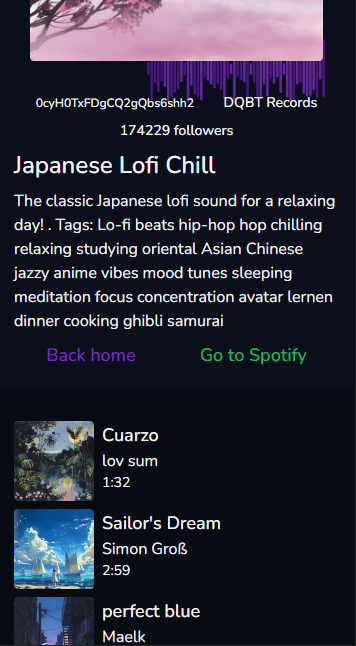 0cyH0TxFDgCQ2gQbs6shh2 DQBT Records
174229 followers
Japanese Lofi Chill
The classic Japanese lofi sound for a relaxing
day! . Tags: Lo-fi beats hip-hop hop chilling
relaxing studying oriental Asian Chinese
jazzy anime vibes mood tunes sleeping
meditation focus concentration avatar lernen
dinner cooking ghibli samurai
Back home Go to Spotify
Cuarzo
lov sum
1:32
Sailor's Dream
Simon Groß
2:59
perfect blue
Maelk